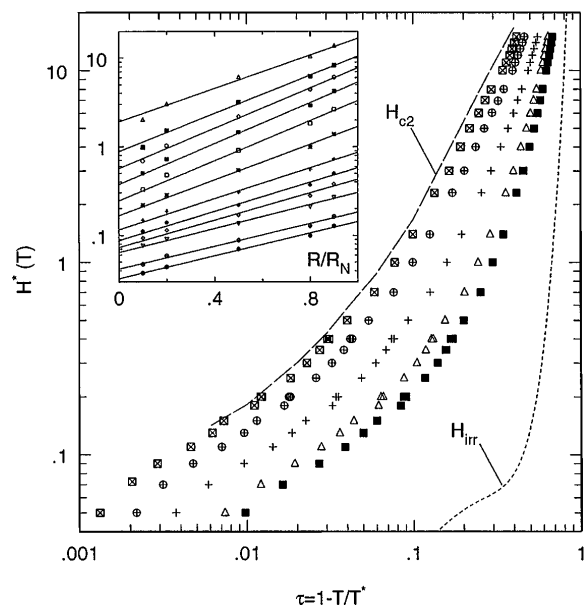 10
1
.1
H* (T)
10
1
.1
0
.4
.8
R/R_N
H_c2
H_irr
.001
.01
.1
1
τ=1-T/T*